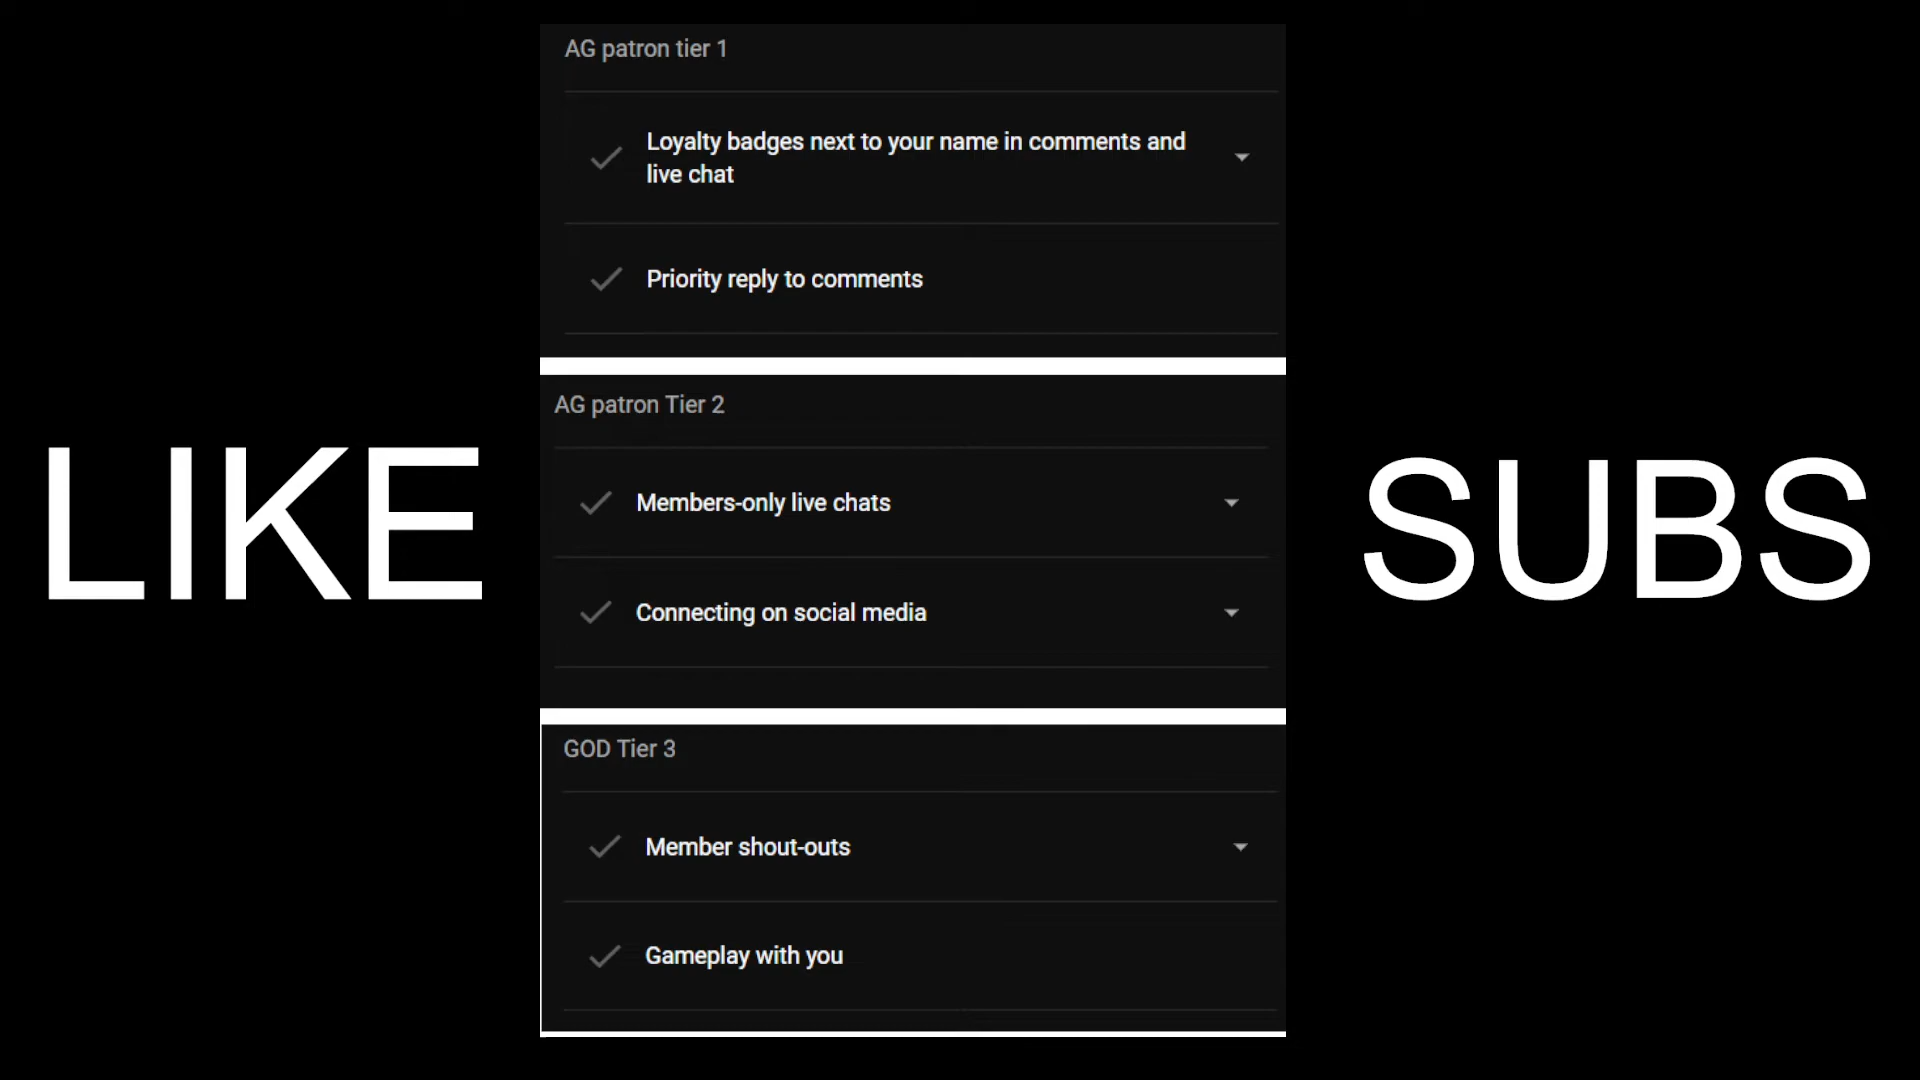 AG patron tier 1
Loyalty badges next to your name in comments and
live chat
Priority reply to comments
AG patron Tier 2
Members-only live chats
Connecting on social media
GOD Tier 3
Member shout-outs
Gameplay with you
LIKE
SUBS